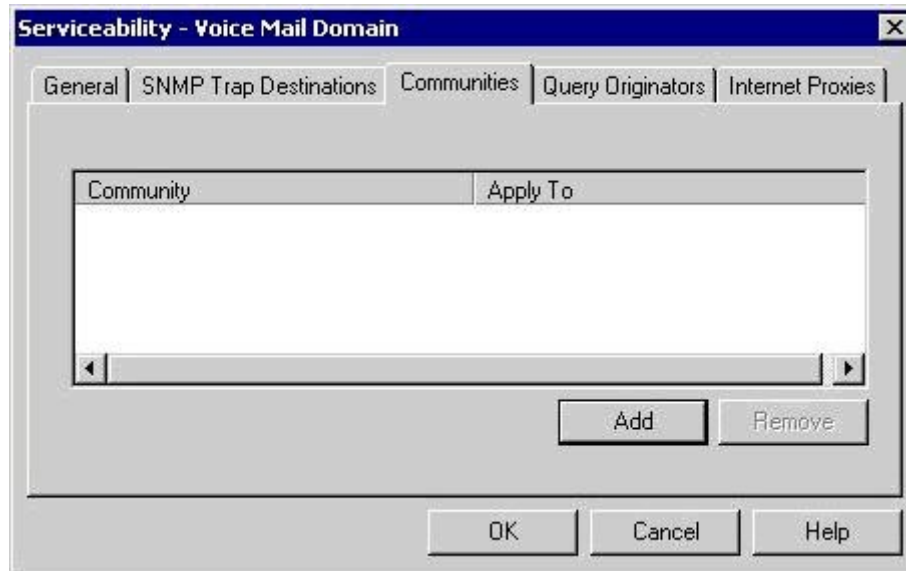 Serviceability - Voice Mail Domain
General SNMP Trap Destinations Communities Query Originators Internet Proxies
Community Apply To
Add Remove
OK Cancel Help